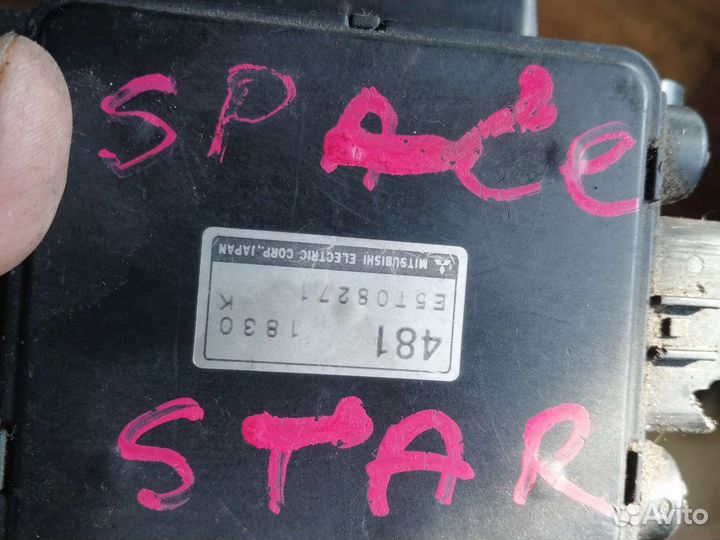 SPACe
481 1830
E5T08271 K
MITSUBISHI ELECTRIC CORP., JAPAN
STAR
Avito